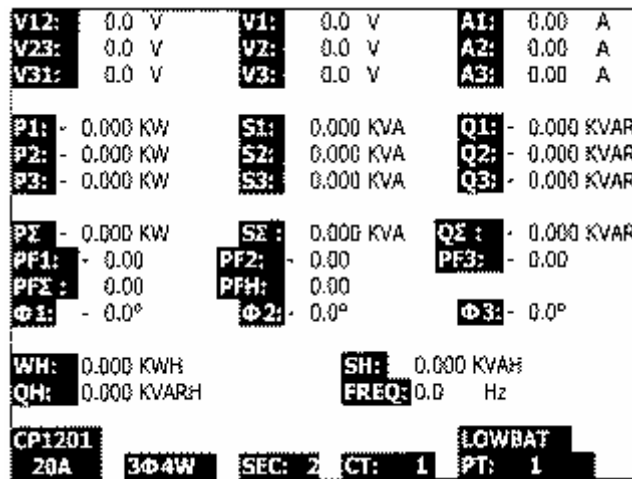 V12: 0.0 V V1: 0.0 V A1: 0.00 A
V23: 0.0 V V2: 0.0 V A2: 0.00 A
V31: 0.0 V V3: 0.0 V A3: 0.00 A
P1: - 0.000 KW S1: 0.000 KVA Q1: - 0.000 KVAR
P2: - 0.000 KW S2: 0.000 KVA Q2: - 0.000 KVAR
P3: - 0.000 KW S3: 0.000 KVA Q3: - 0.000 KVAR
PΣ - 0.000 KW SΣ : 0.000 KVA QΣ : - 0.000 KVAR
PF1: - 0.00 PF2: - 0.00 PF3: - 0.00
PFΣ : 0.00 PFH: 0.00
Φ1: - 0.0° Φ2: - 0.0° Φ3: - 0.0°
WH: 0.000 KWH SH: 0.000 KVAH
QH: 0.000 KVARH FREQ: 0.0 Hz
CP1201 LOWBAT
20A 3Φ4W SEC: 2 CT: 1 PT: 1